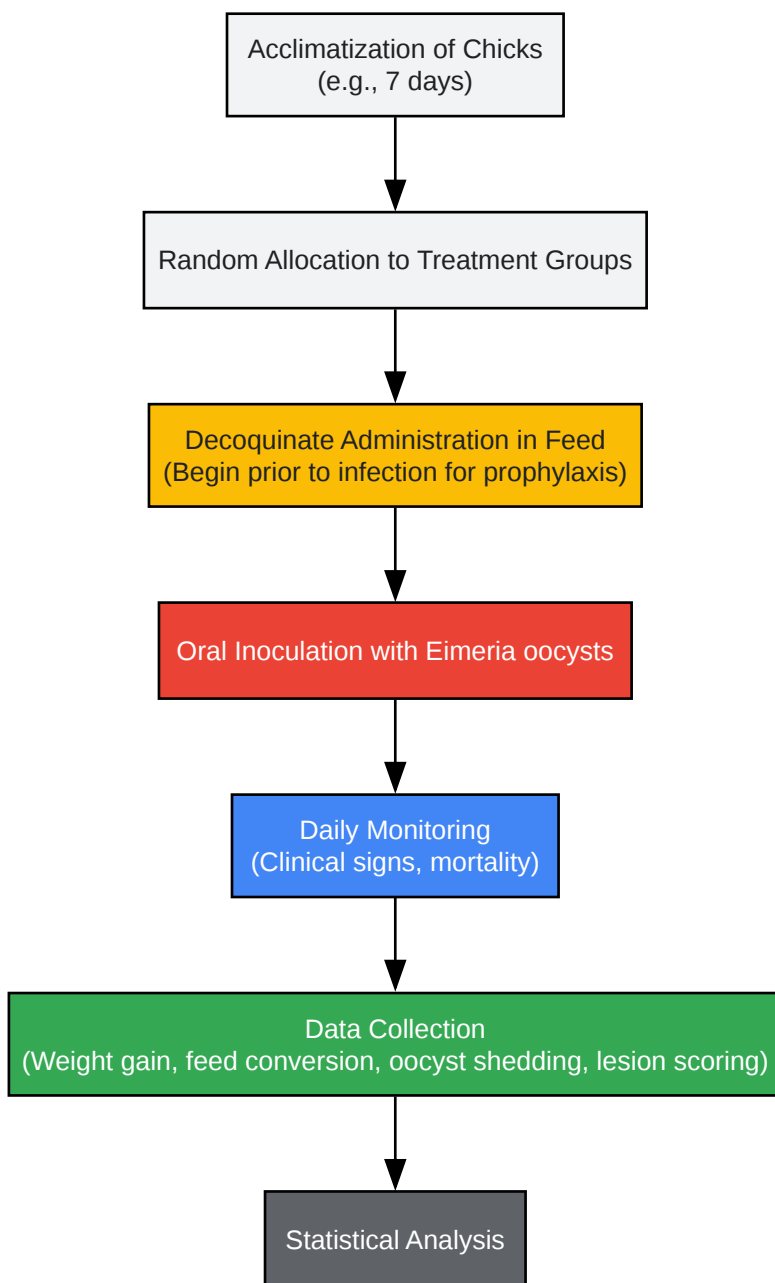 Acclimatization of Chicks
(e.g., 7 days)
Random Allocation to Treatment Groups
Decoquinate Administration in Feed
(Begin prior to infection for prophylaxis)
Oral Inoculation with Eimeria oocysts
Daily Monitoring
(Clinical signs, mortality)
Data Collection
(Weight gain, feed conversion, oocyst shedding, lesion scoring)
Statistical Analysis